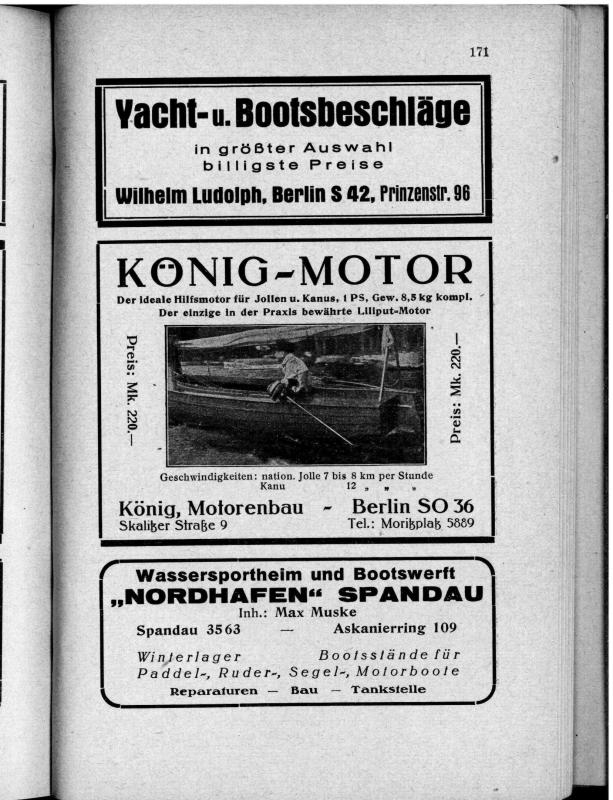 171
Yacht- u. Bootsbeschläge
in größter Auswahl
billigste Preise
Wilhelm Ludolph, Berlin S 42, Prinzenstr. 96
KÖNIG-MOTOR
Der ideale Hilfsmotor für Jollen u. Kanus, 1 PS, Gew. 8,5 kg kompl.
Der einzige in der Praxis bewährte Liliput-Motor
Preis: Mk. 220.—
Preis: Mk. 220.—
Geschwindigkeiten: nation. Jolle 7 bis 8 km per Stunde
Kanu 12 „ „ „
König, Motorenbau - Berlin SO 36
Skalitzer Straße 9 Tel.: Moritzplatz 5889
Wassersportheim und Bootswerft
„NORDHAFEN“ SPANDAU
Inh.: Max Muske
Spandau 3563 — Askanierring 109
Winterlager Bootsstände für
Paddel-, Ruder-, Segel-, Motorboote
Reparaturen — Bau — Tankstelle